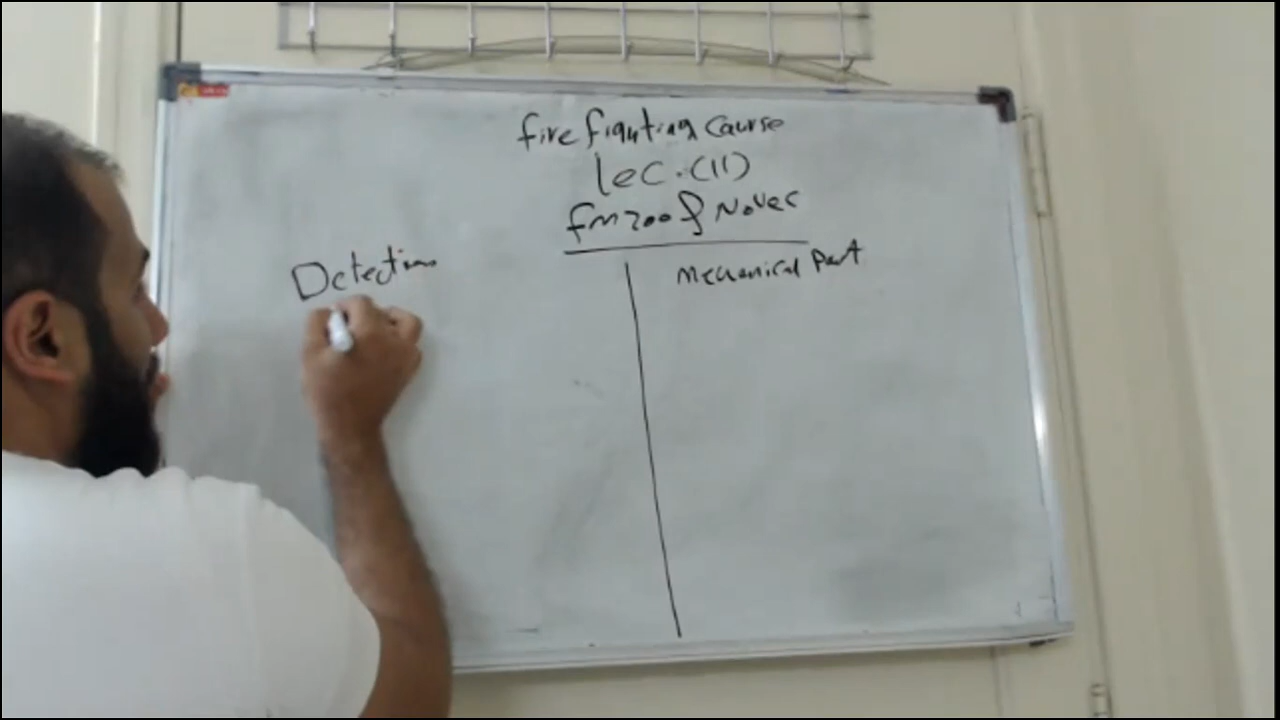 fire fighting course
lec.(11)
fm200 & Novec
Detection
Mechanical Part